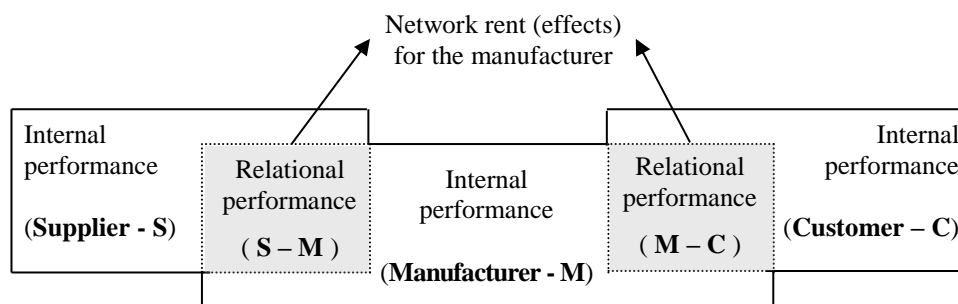 Network rent (effects)
for the manufacturer
Internal
performance
(Supplier - S)
Relational
performance
( S – M )
Internal
performance
(Manufacturer - M)
Relational
performance
( M – C )
Internal
performance
(Customer – C)